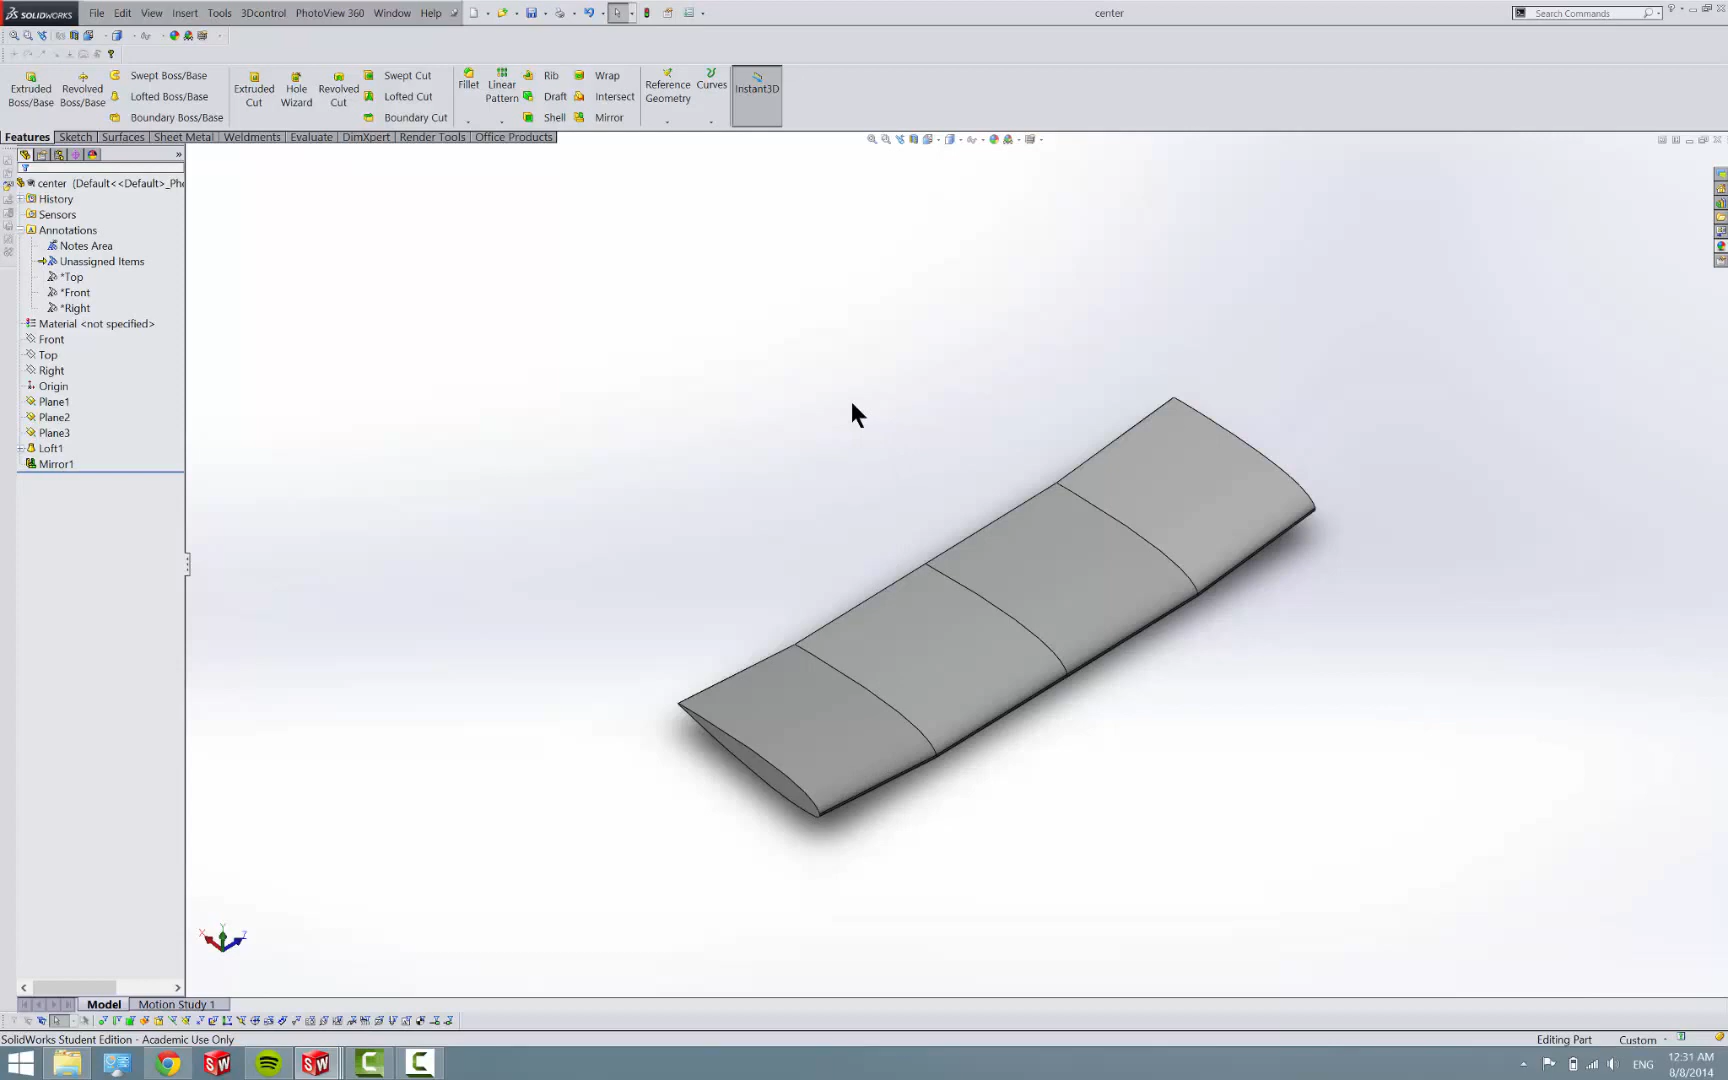 SOLIDWORKS File Edit View Insert Tools 3Dcontrol PhotoView 360 Window Help center Search Commands
Extruded Boss/Base
Revolved Boss/Base
Swept Boss/Base
Lofted Boss/Base
Boundary Boss/Base
Extruded Cut
Hole Wizard
Revolved Cut
Swept Cut
Lofted Cut
Boundary Cut
Fillet
Linear Pattern
Rib
Draft
Shell
Wrap
Intersect
Mirror
Reference Geometry
Curves
Instant3D
Features Sketch Surfaces Sheet Metal Weldments Evaluate DimXpert Render Tools Office Products
center (Default<<Default>_Pho
History
Sensors
Annotations
Notes Area
Unassigned Items
*Top
*Front
*Right
Material <not specified>
Front
Top
Right
Origin
Plane1
Plane2
Plane3
Loft1
Mirror1
X Y Z
Model Motion Study 1
SolidWorks Student Edition - Academic Use Only Editing Part Custom
ENG 12:31 AM
8/8/2014